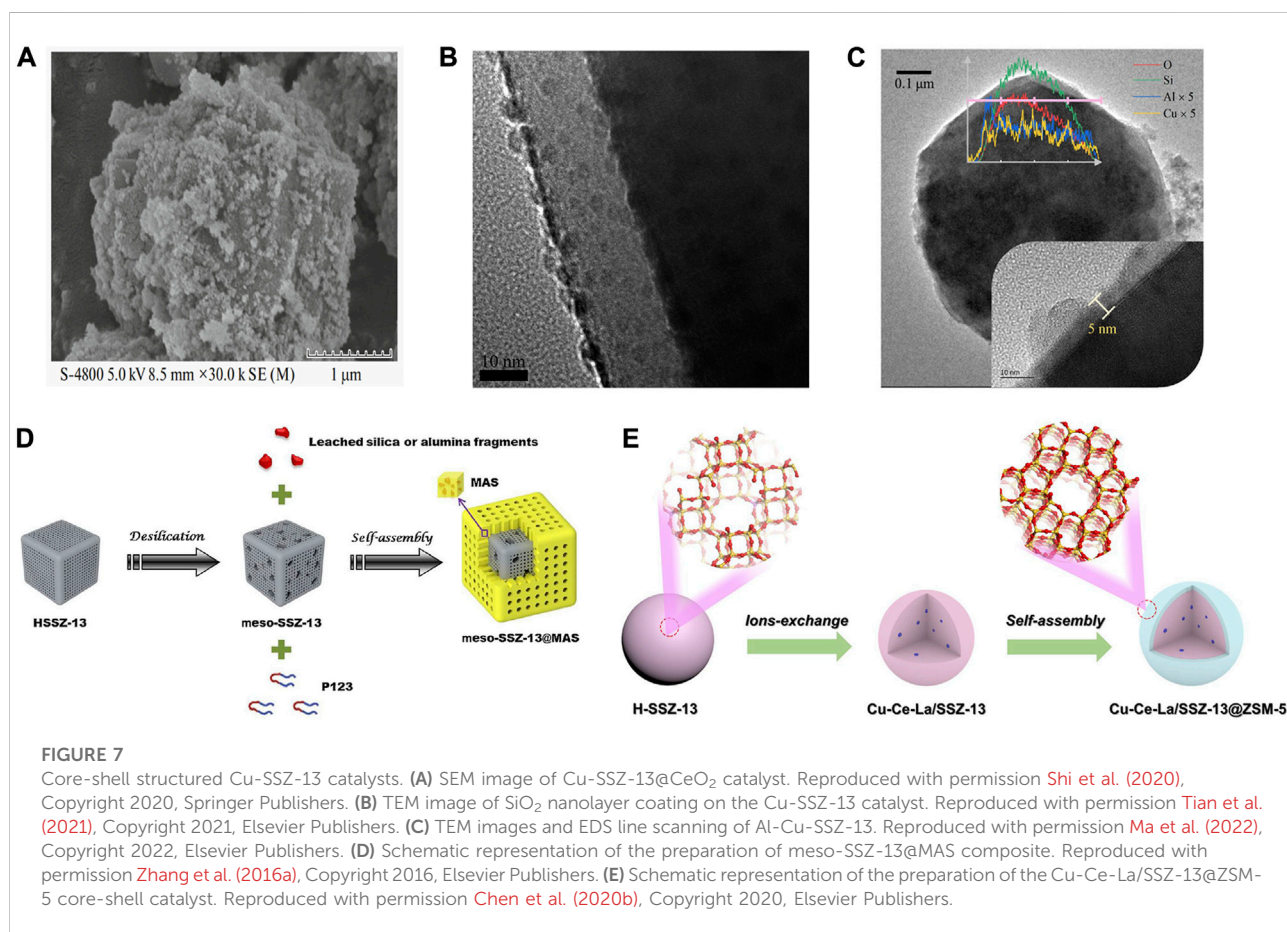 A
S-4800 5.0 kV 8.5 mm ×30.0 k SE (M)
1 μm
B
10 nm
C
0.1 μm
O
Si
Al × 5
Cu × 5
5 nm
10 nm
D
Leached silica or alumina fragments
MAS
Desilication
Self-assembly
HSSZ-13
meso-SSZ-13
meso-SSZ-13@MAS
P123
E
Ions-exchange
Self-assembly
H-SSZ-13
Cu-Ce-La/SSZ-13
Cu-Ce-La/SSZ-13@ZSM-5
FIGURE 7
Core-shell structured Cu-SSZ-13 catalysts. (A) SEM image of Cu-SSZ-13@CeO₂ catalyst. Reproduced with permission Shi et al. (2020),
Copyright 2020, Springer Publishers. (B) TEM image of SiO₂ nanolayer coating on the Cu-SSZ-13 catalyst. Reproduced with permission Tian et al.
(2021), Copyright 2021, Elsevier Publishers. (C) TEM images and EDS line scanning of Al-Cu-SSZ-13. Reproduced with permission Ma et al. (2022),
Copyright 2022, Elsevier Publishers. (D) Schematic representation of the preparation of meso-SSZ-13@MAS composite. Reproduced with
permission Zhang et al. (2016a), Copyright 2016, Elsevier Publishers. (E) Schematic representation of the preparation of the Cu-Ce-La/SSZ-13@ZSM-
5 core-shell catalyst. Reproduced with permission Chen et al. (2020b), Copyright 2020, Elsevier Publishers.